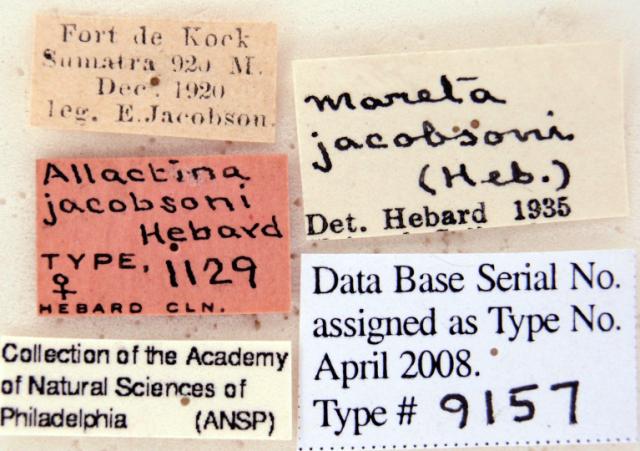 Fort de Kock
Sumatra 920 M.
Dec. 1920
leg. E. Jacobson.
Allactina
jacobsoni
Hebard
TYPE, 1129
♀
HEBARD CLN.
Collection of the Academy
of Natural Sciences of
Philadelphia (ANSP)
Mareta
jacobsoni
(Heb.)
Det. Hebard 1935
Data Base Serial No.
assigned as Type No.
April 2008.
Type # 9157